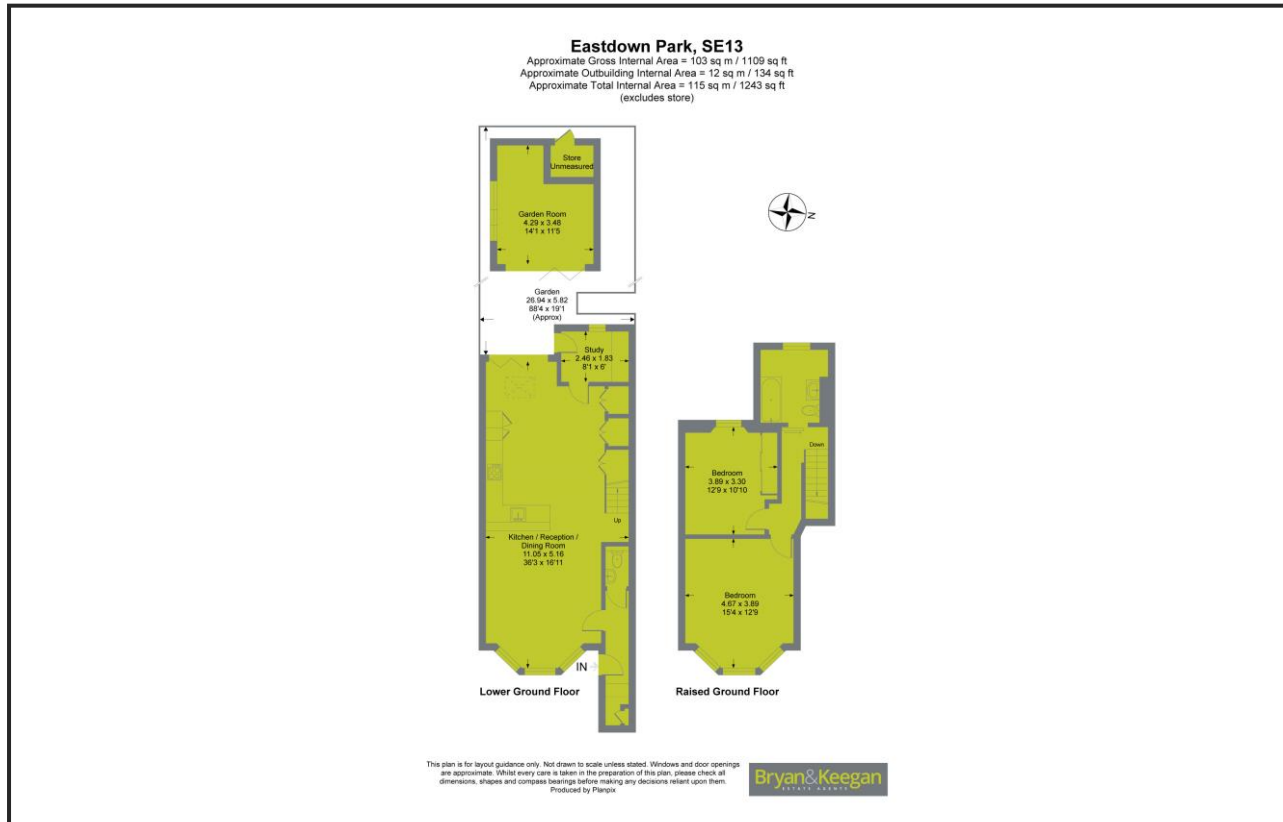 Eastdown Park, SE13
Approximate Gross Internal Area = 103 sq m / 1109 sq ft
Approximate Outbuilding Internal Area = 12 sq m / 134 sq ft
Approximate Total Internal Area = 115 sq m / 1243 sq ft
(excludes store)
Store
Unmeasured
Garden Room
4.29 x 3.48
14'1 x 11'5
N
Garden
26.94 x 5.82
88'4 x 19'1
(Approx)
Study
2.46 x 1.83
8'1 x 6'
Up
Kitchen / Reception /
Dining Room
11.05 x 5.16
36'3 x 16'11
IN
Lower Ground Floor
Down
Bedroom
3.89 x 3.30
12'9 x 10'10
Bedroom
4.67 x 3.89
15'4 x 12'9
Raised Ground Floor
This plan is for layout guidance only. Not drawn to scale unless stated. Windows and door openings
are approximate. Whilst every care is taken in the preparation of this plan, please check all
dimensions, shapes and compass bearings before making any decisions reliant upon them.
Produced by Planpix
Bryan&Keegan
ESTATE AGENTS